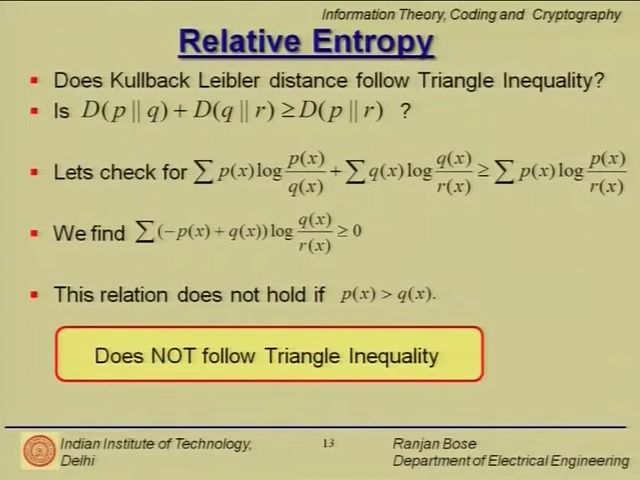 Information Theory, Coding and Cryptography
Relative Entropy
▪ Does Kullback Leibler distance follow Triangle Inequality?
▪ Is D(p || q) + D(q || r) ≥ D(p || r) ?
▪ Lets check for ∑ p(x) log p(x)/q(x) + ∑ q(x) log q(x)/r(x) ≥ ∑ p(x) log p(x)/r(x)
▪ We find ∑ (−p(x) + q(x)) log q(x)/r(x) ≥ 0
▪ This relation does not hold if p(x) > q(x).
Does NOT follow Triangle Inequality
Indian Institute of Technology,
Delhi
13
Ranjan Bose
Department of Electrical Engineering